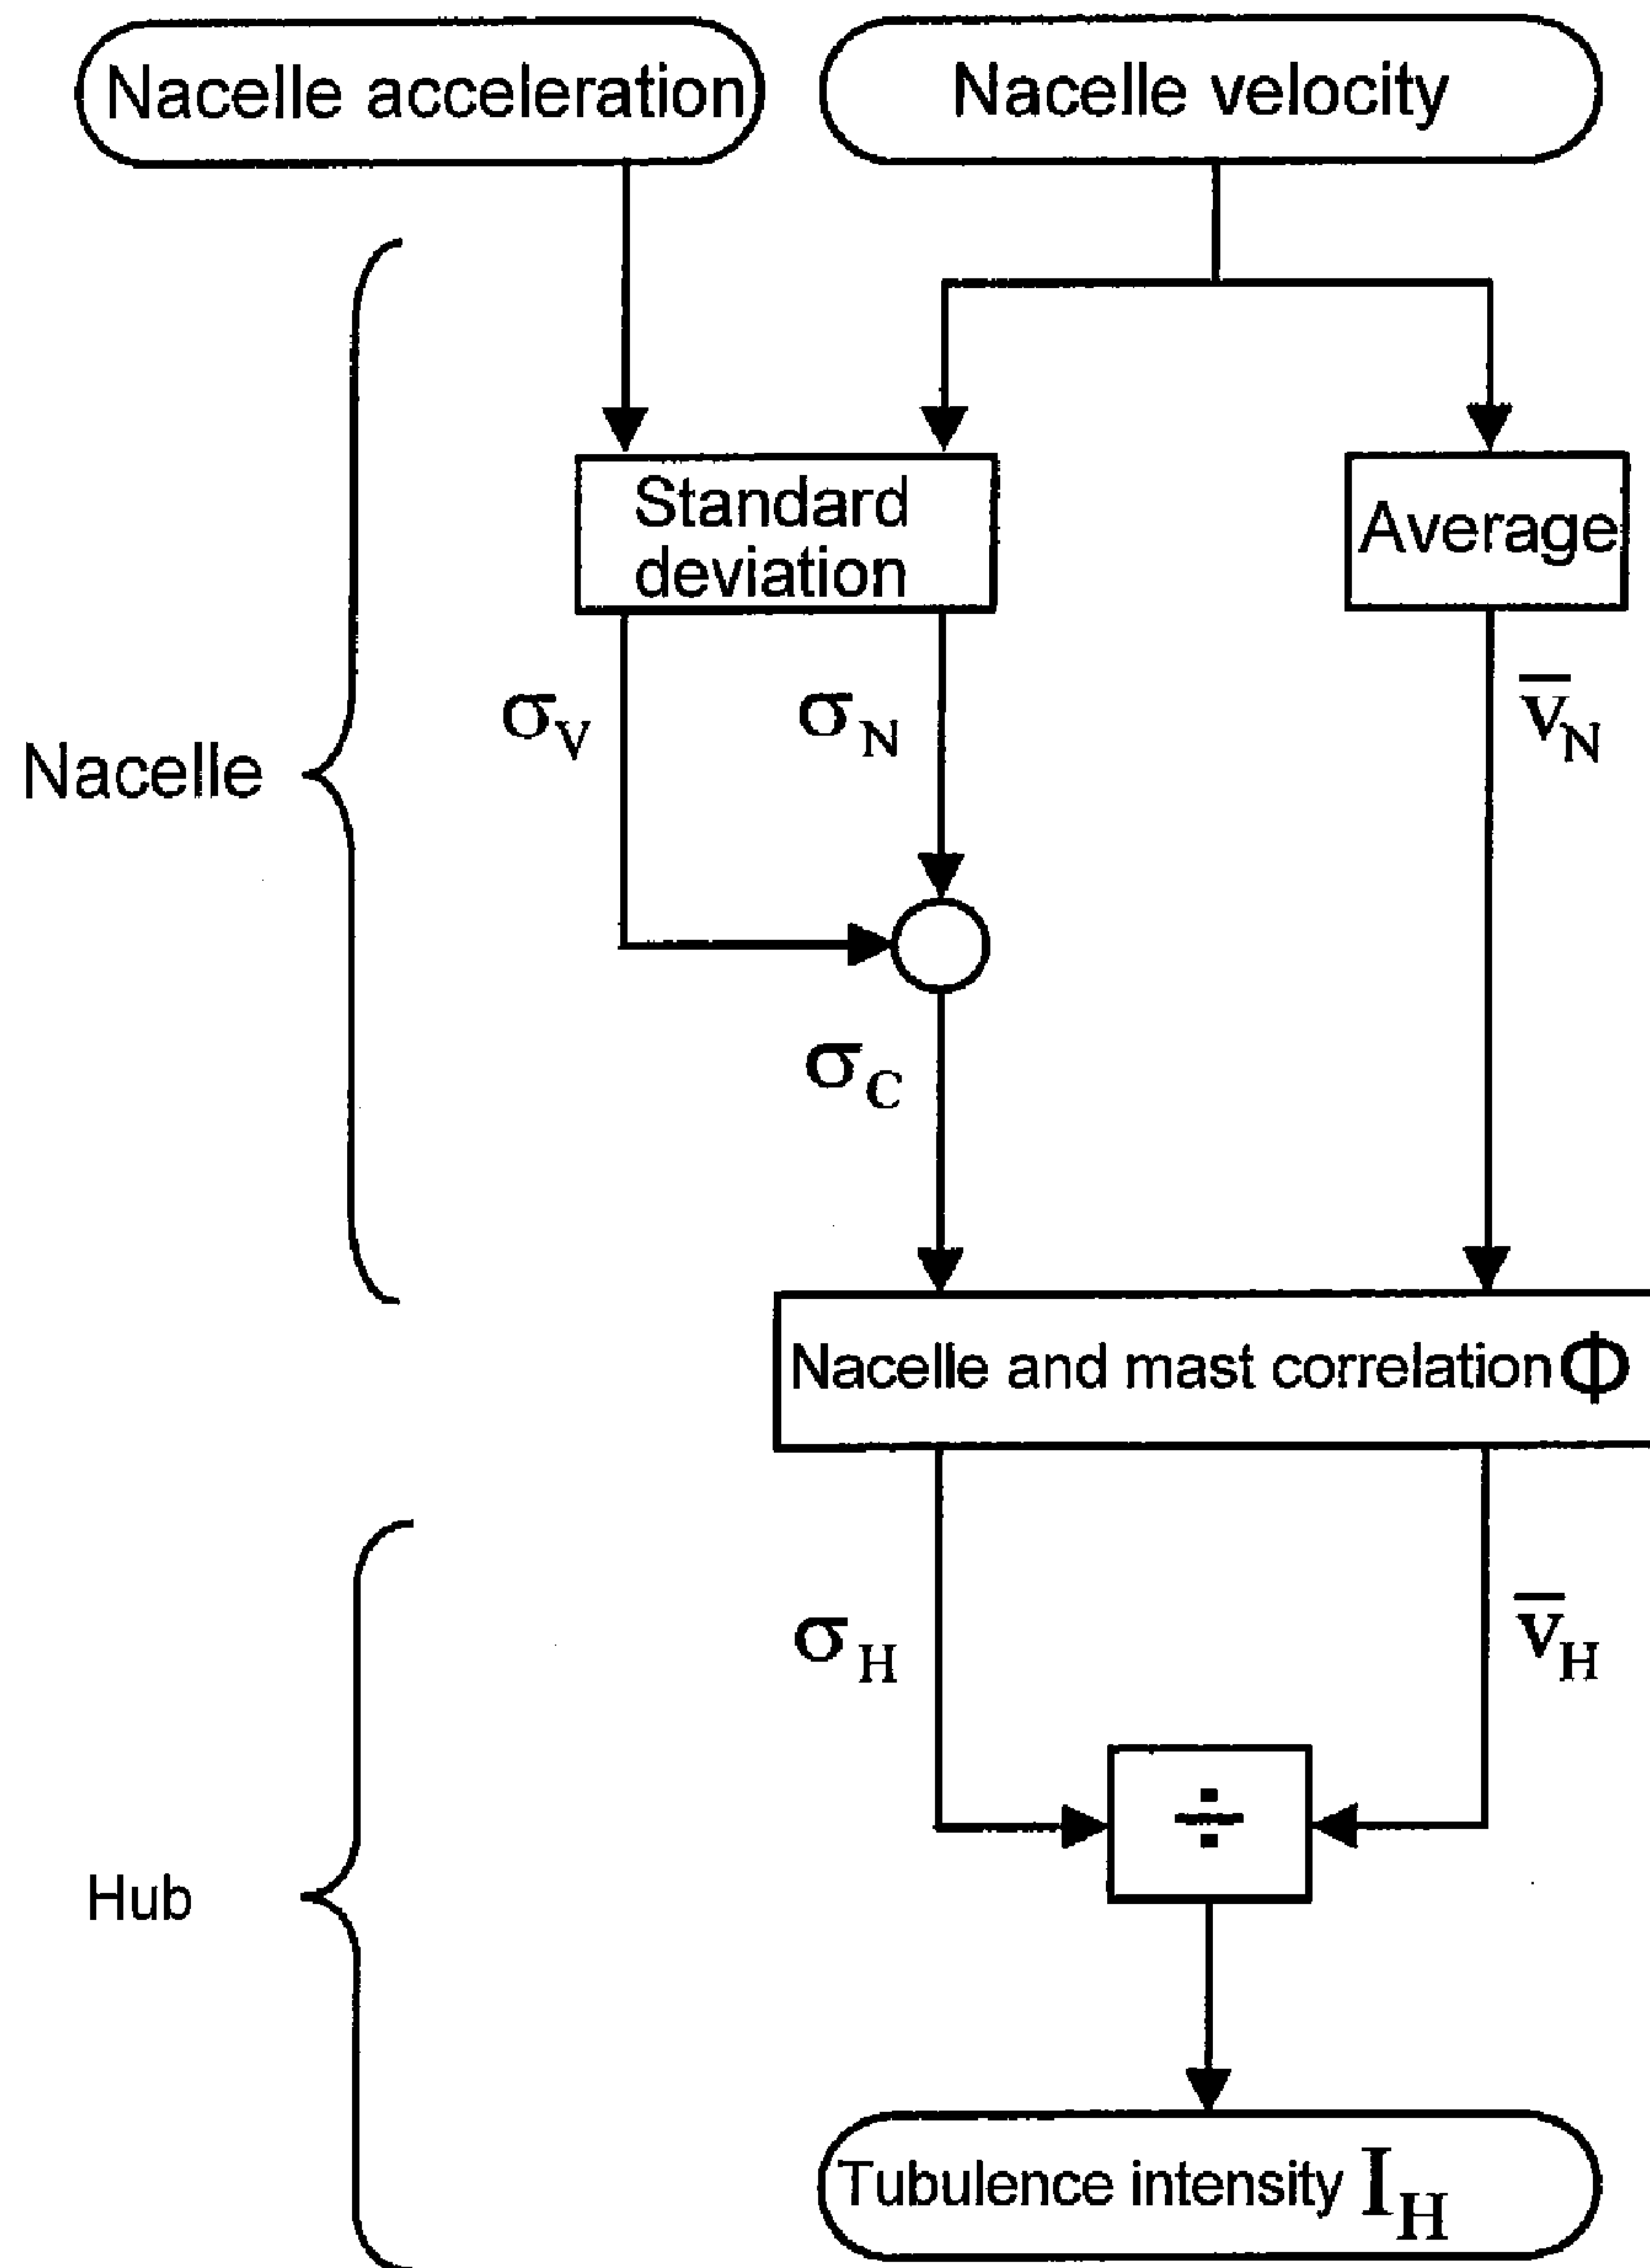 Nacelle acceleration
Nacelle velocity
Standard
deviation
Average
σV
σN
v̅N
Nacelle
σC
Nacelle and mast correlation Φ
σH
v̅H
÷
Hub
Tubulence intensity IH